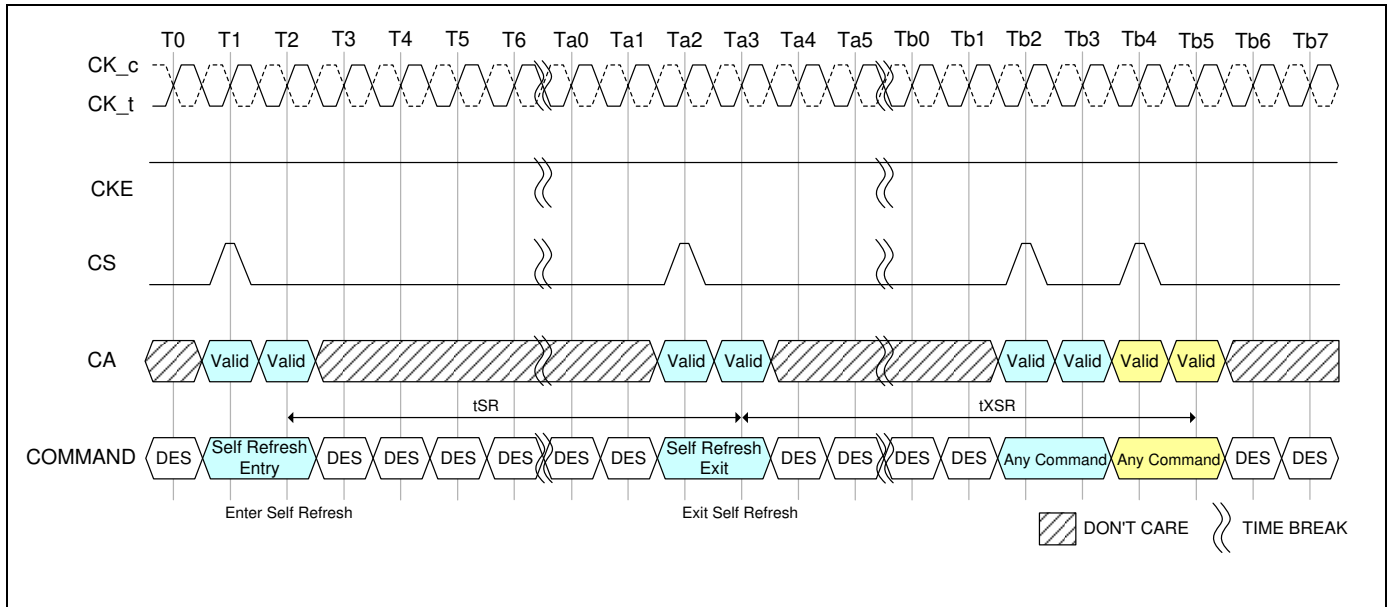 T0 T1 T2 T3 T4 T5 T6 Ta0 Ta1 Ta2 Ta3 Ta4 Ta5 Tb0 Tb1 Tb2 Tb3 Tb4 Tb5 Tb6 Tb7
CK_c
CK_t
CKE
CS
CA Valid Valid Valid Valid Valid Valid Valid Valid
tSR tXSR
COMMAND DES Self Refresh Entry DES DES DES DES DES DES Self Refresh Exit DES DES DES DES Any Command Any Command DES DES
Enter Self Refresh Exit Self Refresh
DON'T CARE TIME BREAK